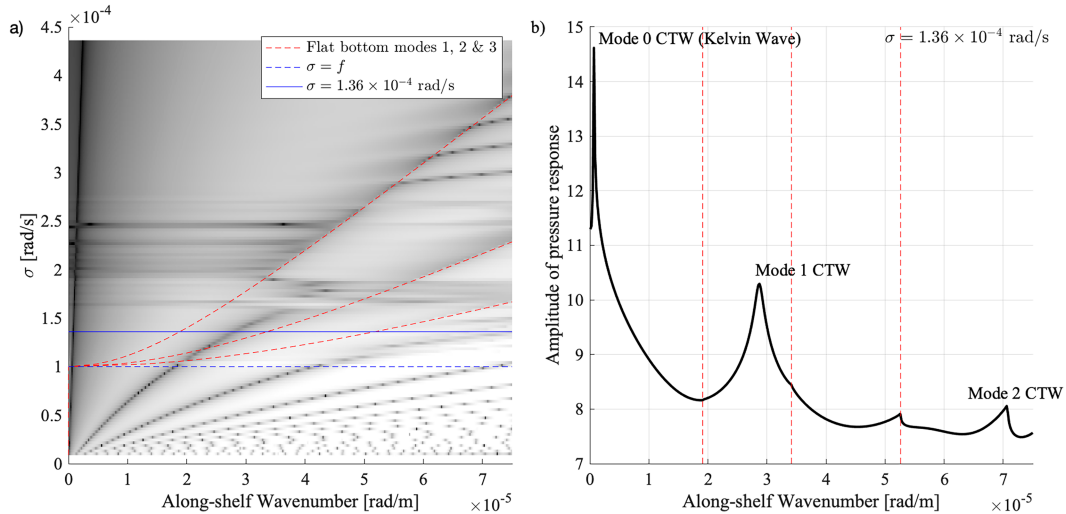 a)
×10⁻⁴
4.5
4
3.5
3
2.5
2
1.5
1
0.5
0
σ [rad/s]
Flat bottom modes 1, 2 & 3
σ = f
σ = 1.36 × 10⁻⁴ rad/s
0 1 2 3 4 5 6 7
Along-shelf Wavenumber [rad/m]
×10⁻⁵
b)
15
14
13
12
11
10
9
8
7
Amplitude of pressure response
Mode 0 CTW (Kelvin Wave)
σ = 1.36 × 10⁻⁴ rad/s
Mode 1 CTW
Mode 2 CTW
0 1 2 3 4 5 6 7
Along-shelf Wavenumber [rad/m]
×10⁻⁵